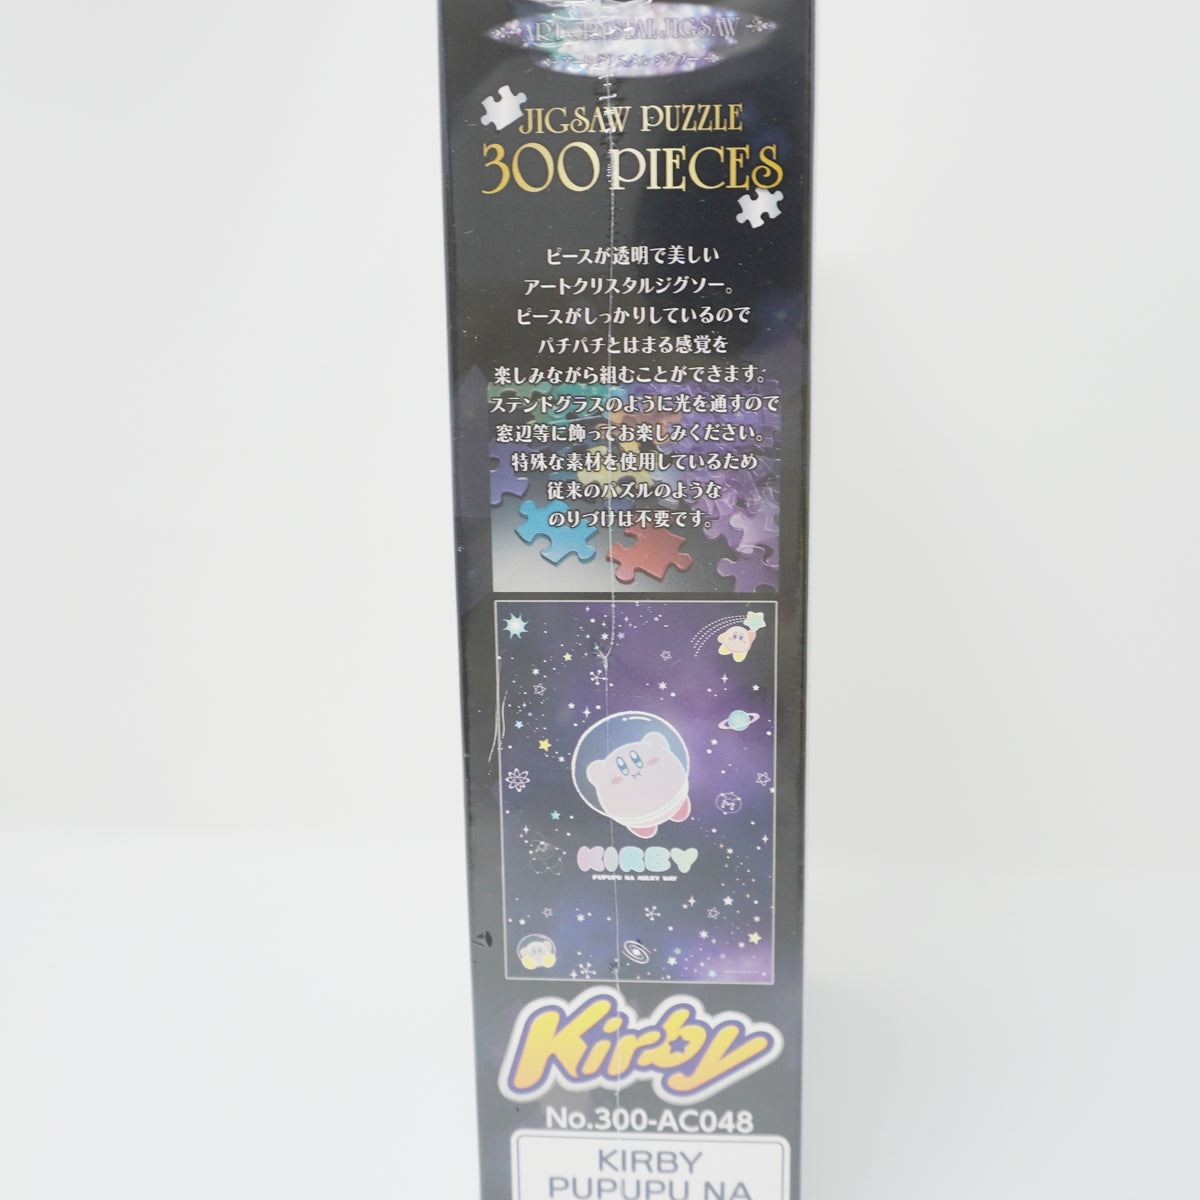 ART CRYSTAL JIGSAW
アートクリスタルジグソー
JIGSAW PUZZLE
300 PIECES
ピースが透明で美しい
アートクリスタルジグソー。
ピースがしっかりしているので
パチパチとはまる感覚を
楽しみながら組むことができます。
ステンドグラスのように光を通すので
窓辺等に飾ってお楽しみください。
特殊な素材を使用しているため
従来のパズルのような
のりづけは不要です。
KIRBY
PUPUPU NA MILKY WAY
Kirby
No.300-AC048
KIRBY
PUPUPU NA